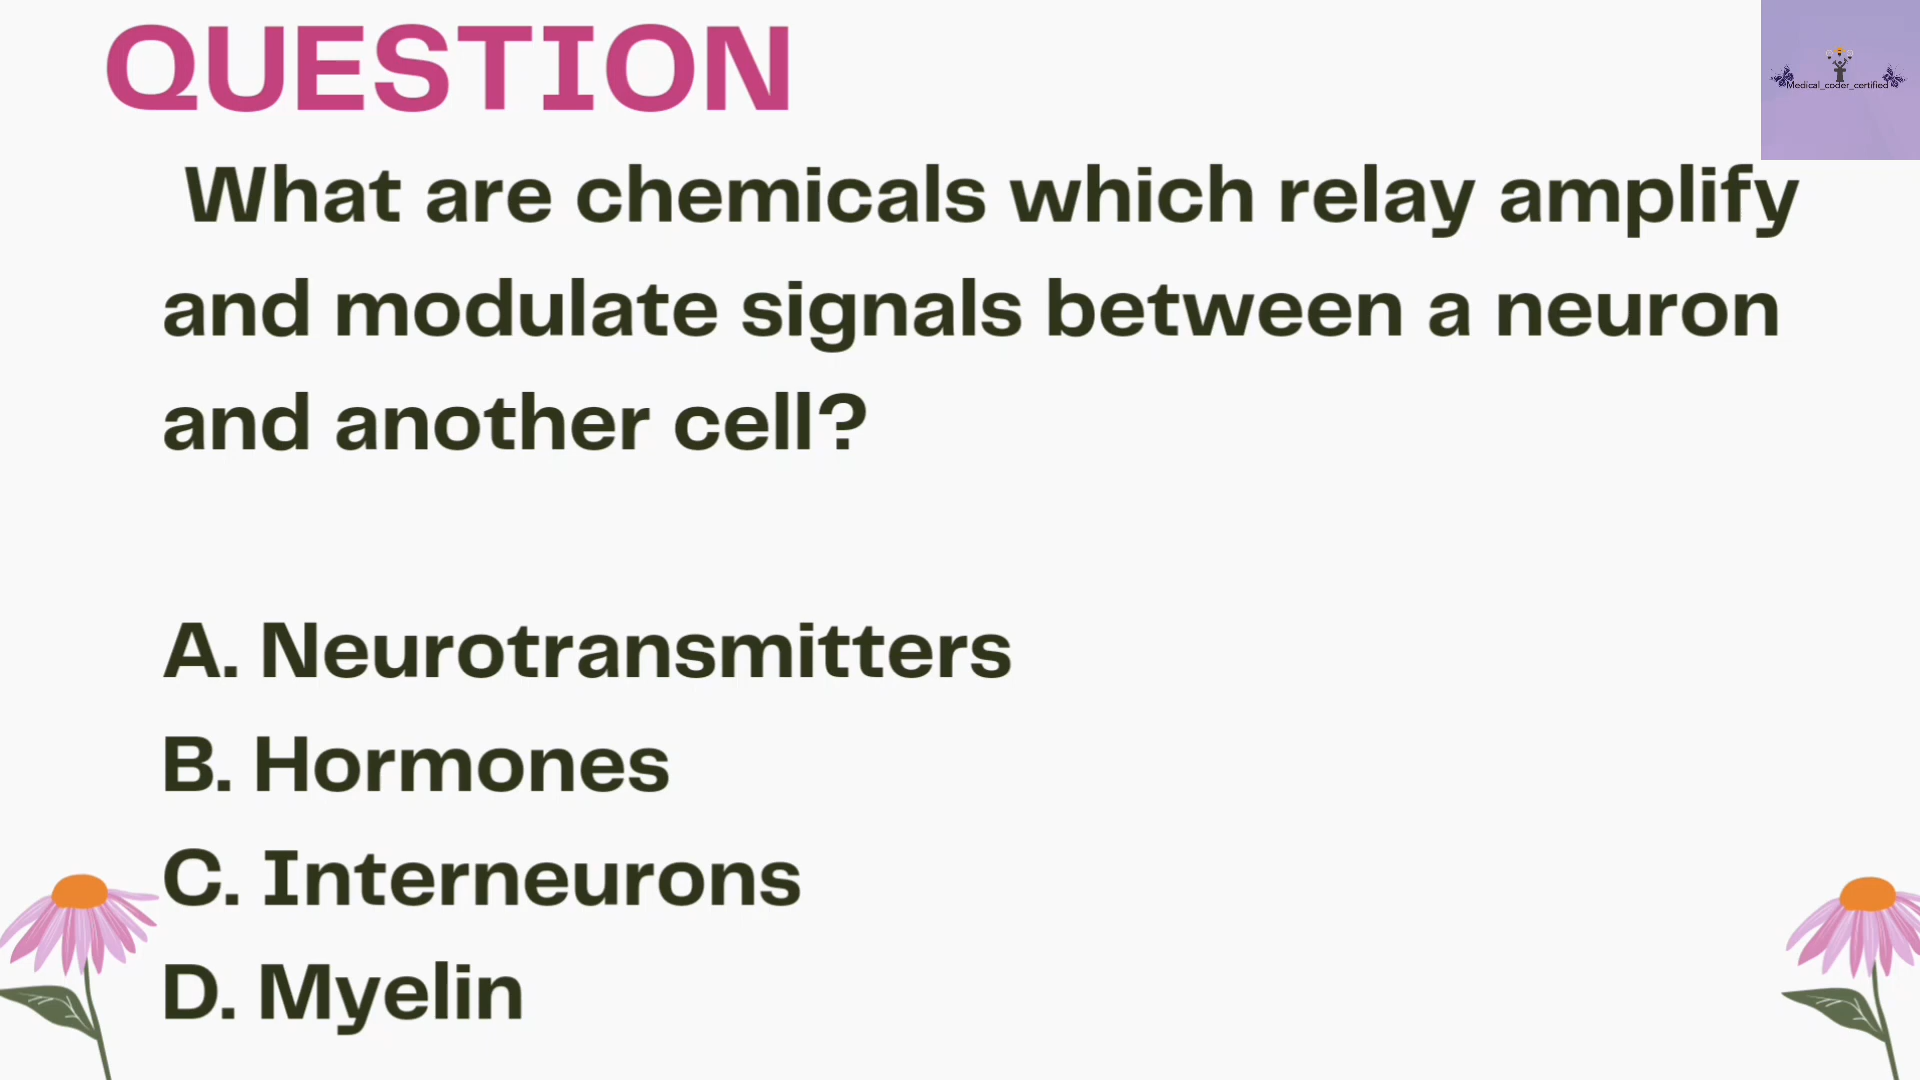 QUESTION
Medical_coder_certified
What are chemicals which relay amplify
and modulate signals between a neuron
and another cell?
A. Neurotransmitters
B. Hormones
C. Interneurons
D. Myelin